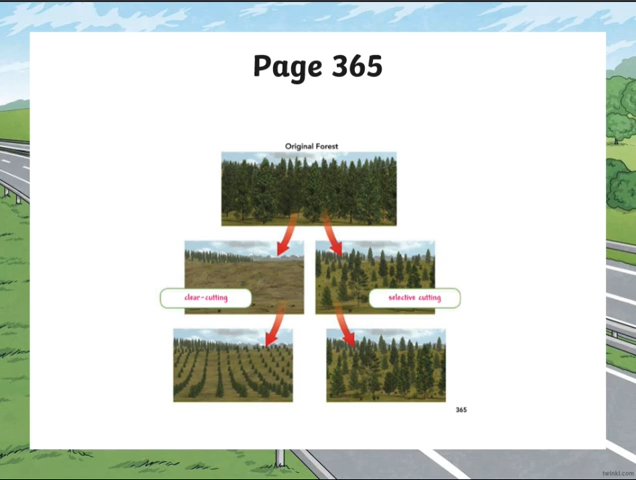 Page 365
Original Forest
clear-cutting
selective cutting
365
twinkl.com